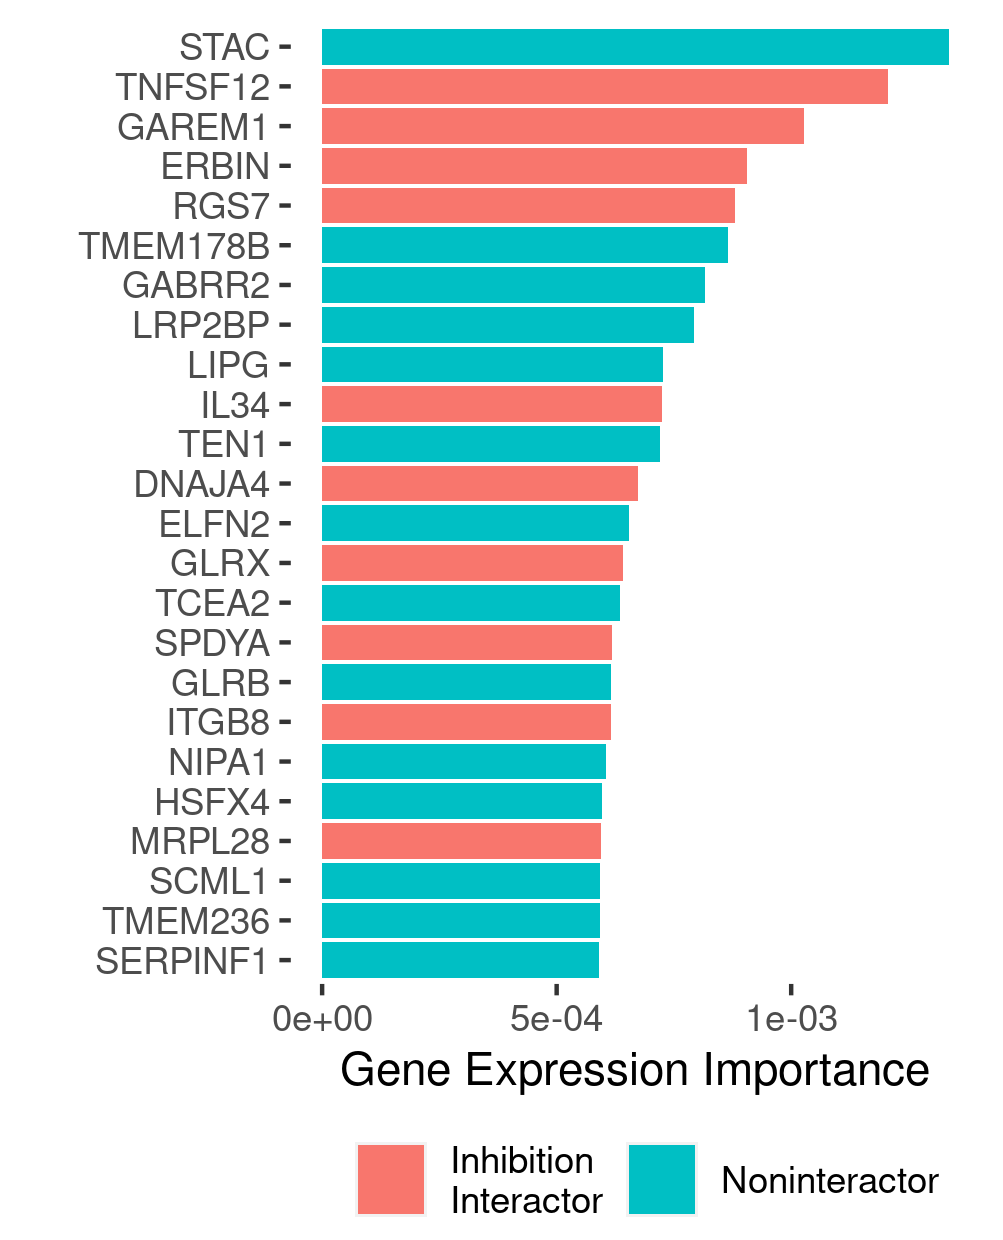 STAC
TNFSF12
GAREM1
ERBIN
RGS7
TMEM178B
GABRR2
LRP2BP
LIPG
IL34
TEN1
DNAJA4
ELFN2
GLRX
TCEA2
SPDYA
GLRB
ITGB8
NIPA1
HSFX4
MRPL28
SCML1
TMEM236
SERPINF1
0e+00 5e-04 1e-03
Gene Expression Importance
Inhibition
Interactor
Noninteractor